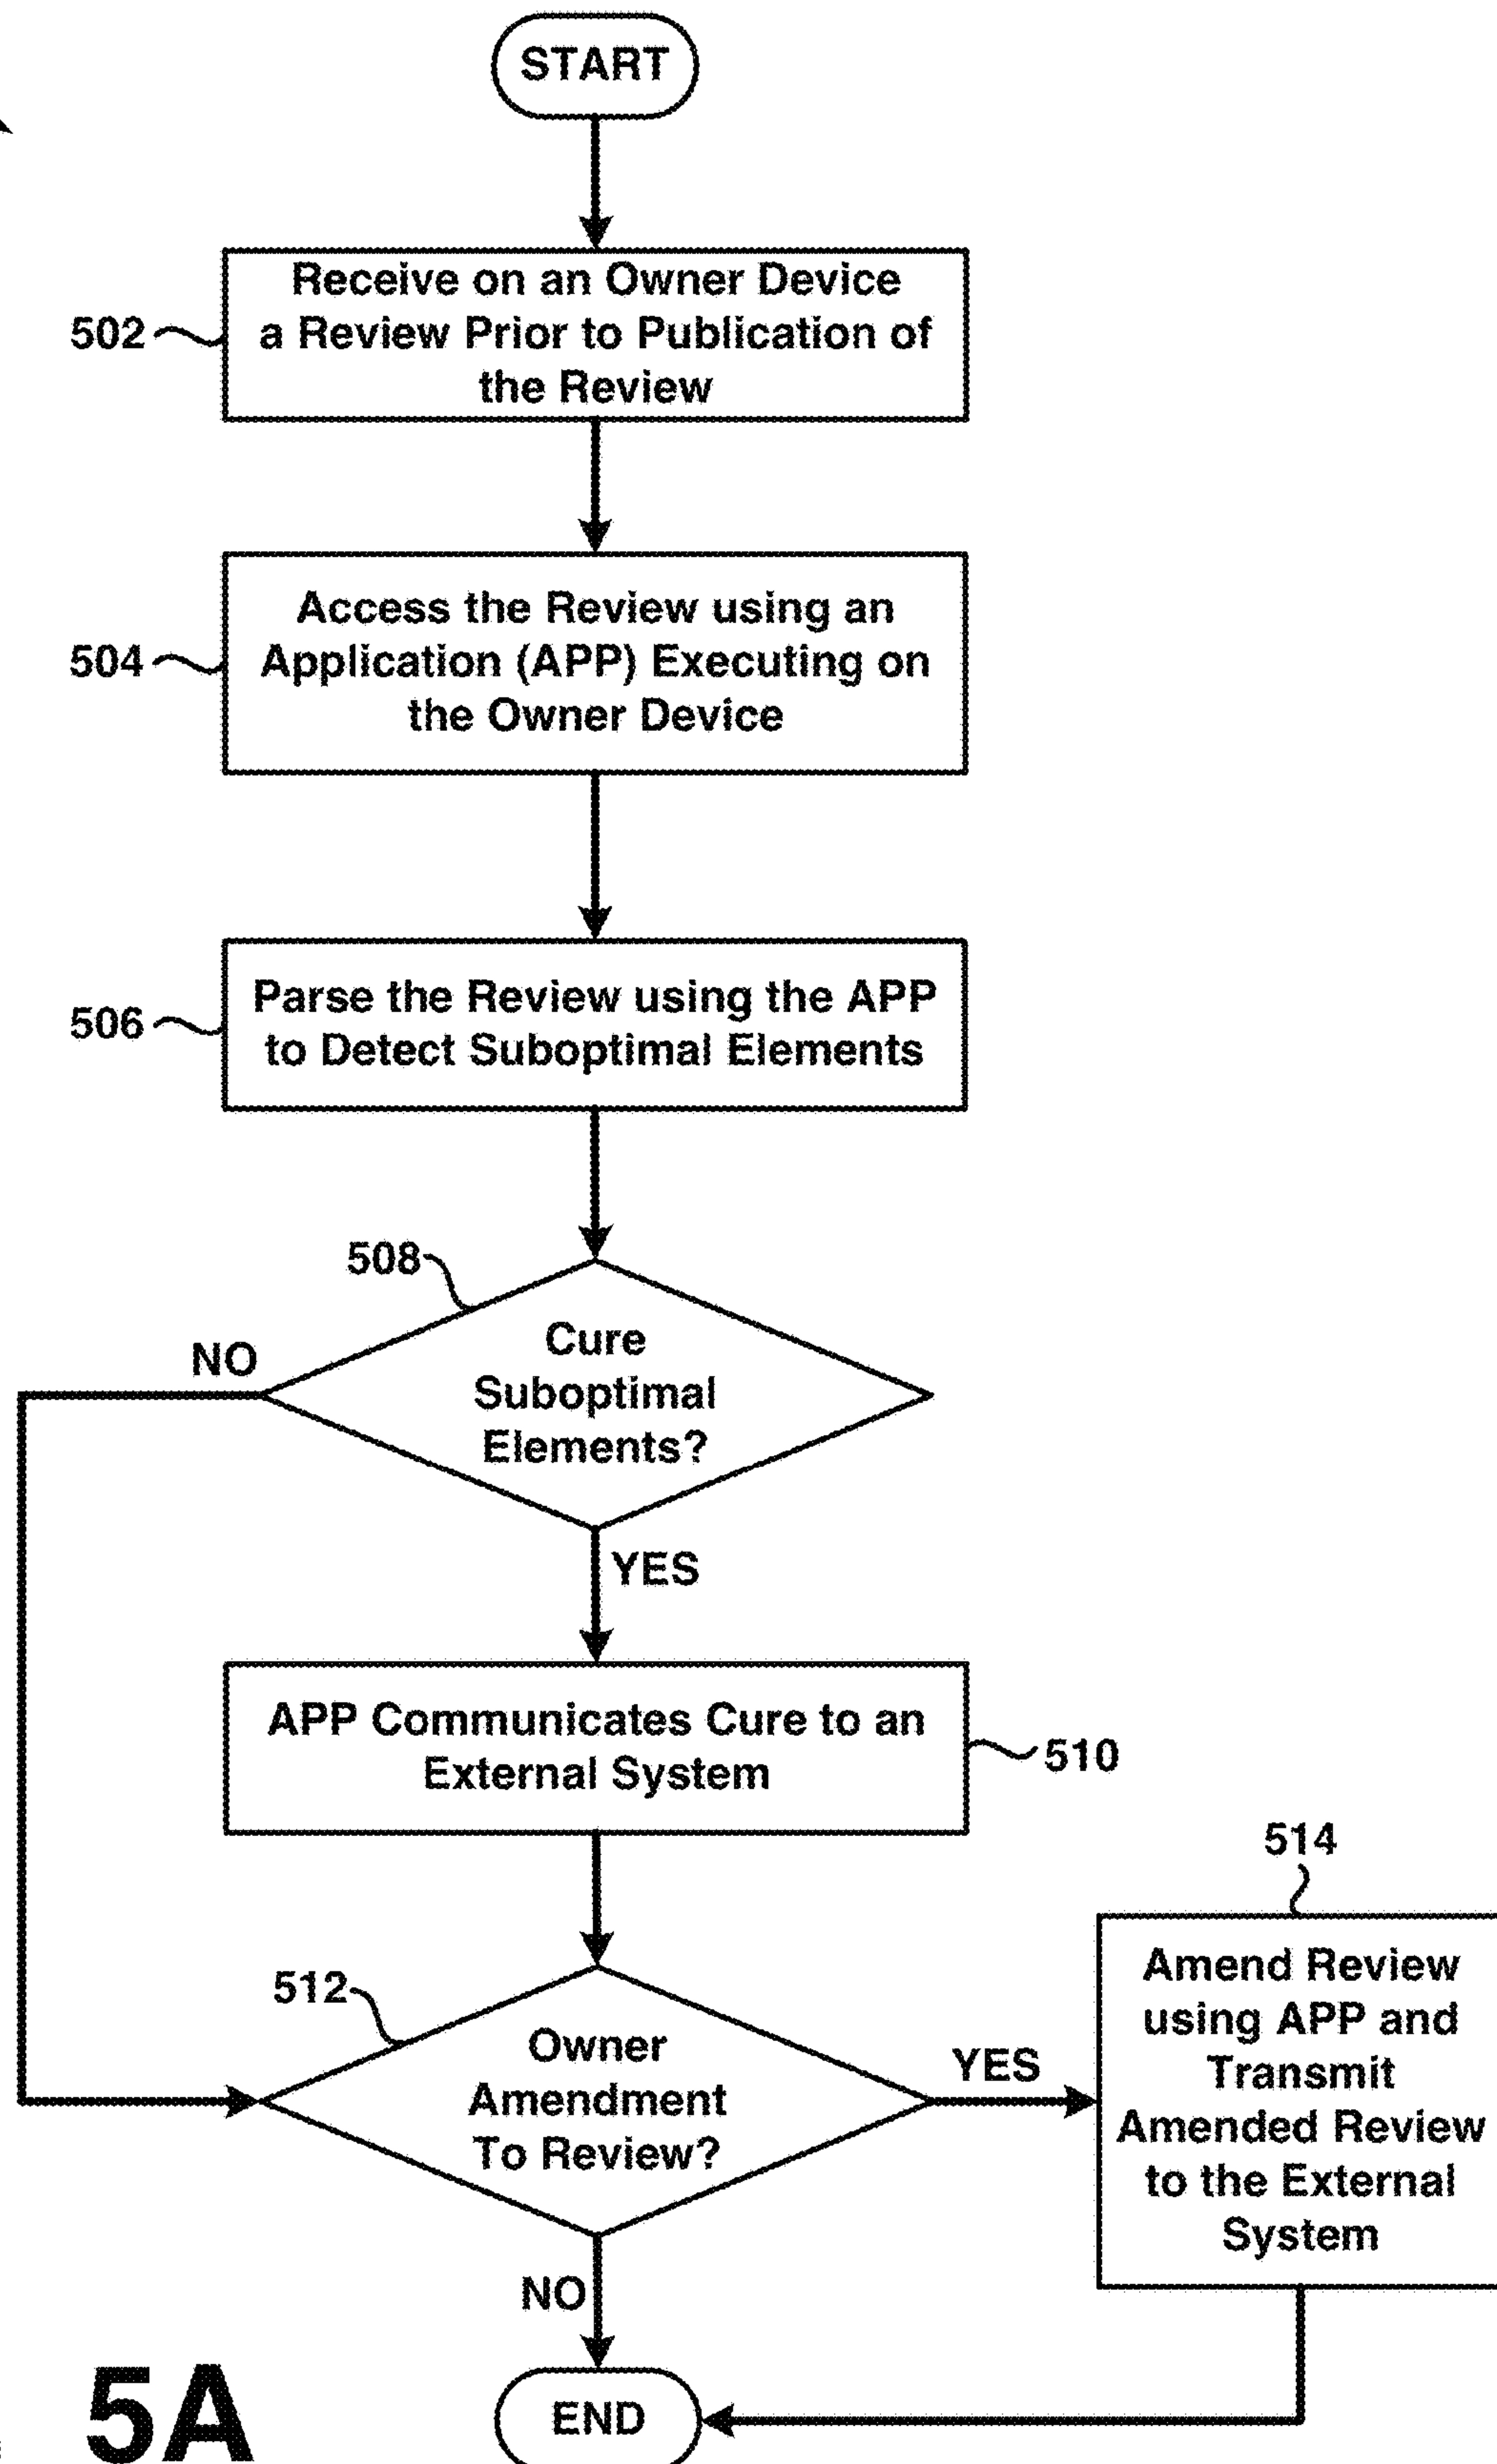 START
502
Receive on an Owner Device
a Review Prior to Publication of
the Review
504
Access the Review using an
Application (APP) Executing on
the Owner Device
506
Parse the Review using the APP
to Detect Suboptimal Elements
508
Cure
Suboptimal
Elements?
NO
YES
APP Communicates Cure to an
External System
510
512
Owner
Amendment
To Review?
YES
514
Amend Review
using APP and
Transmit
Amended Review
to the External
System
NO
END
5A